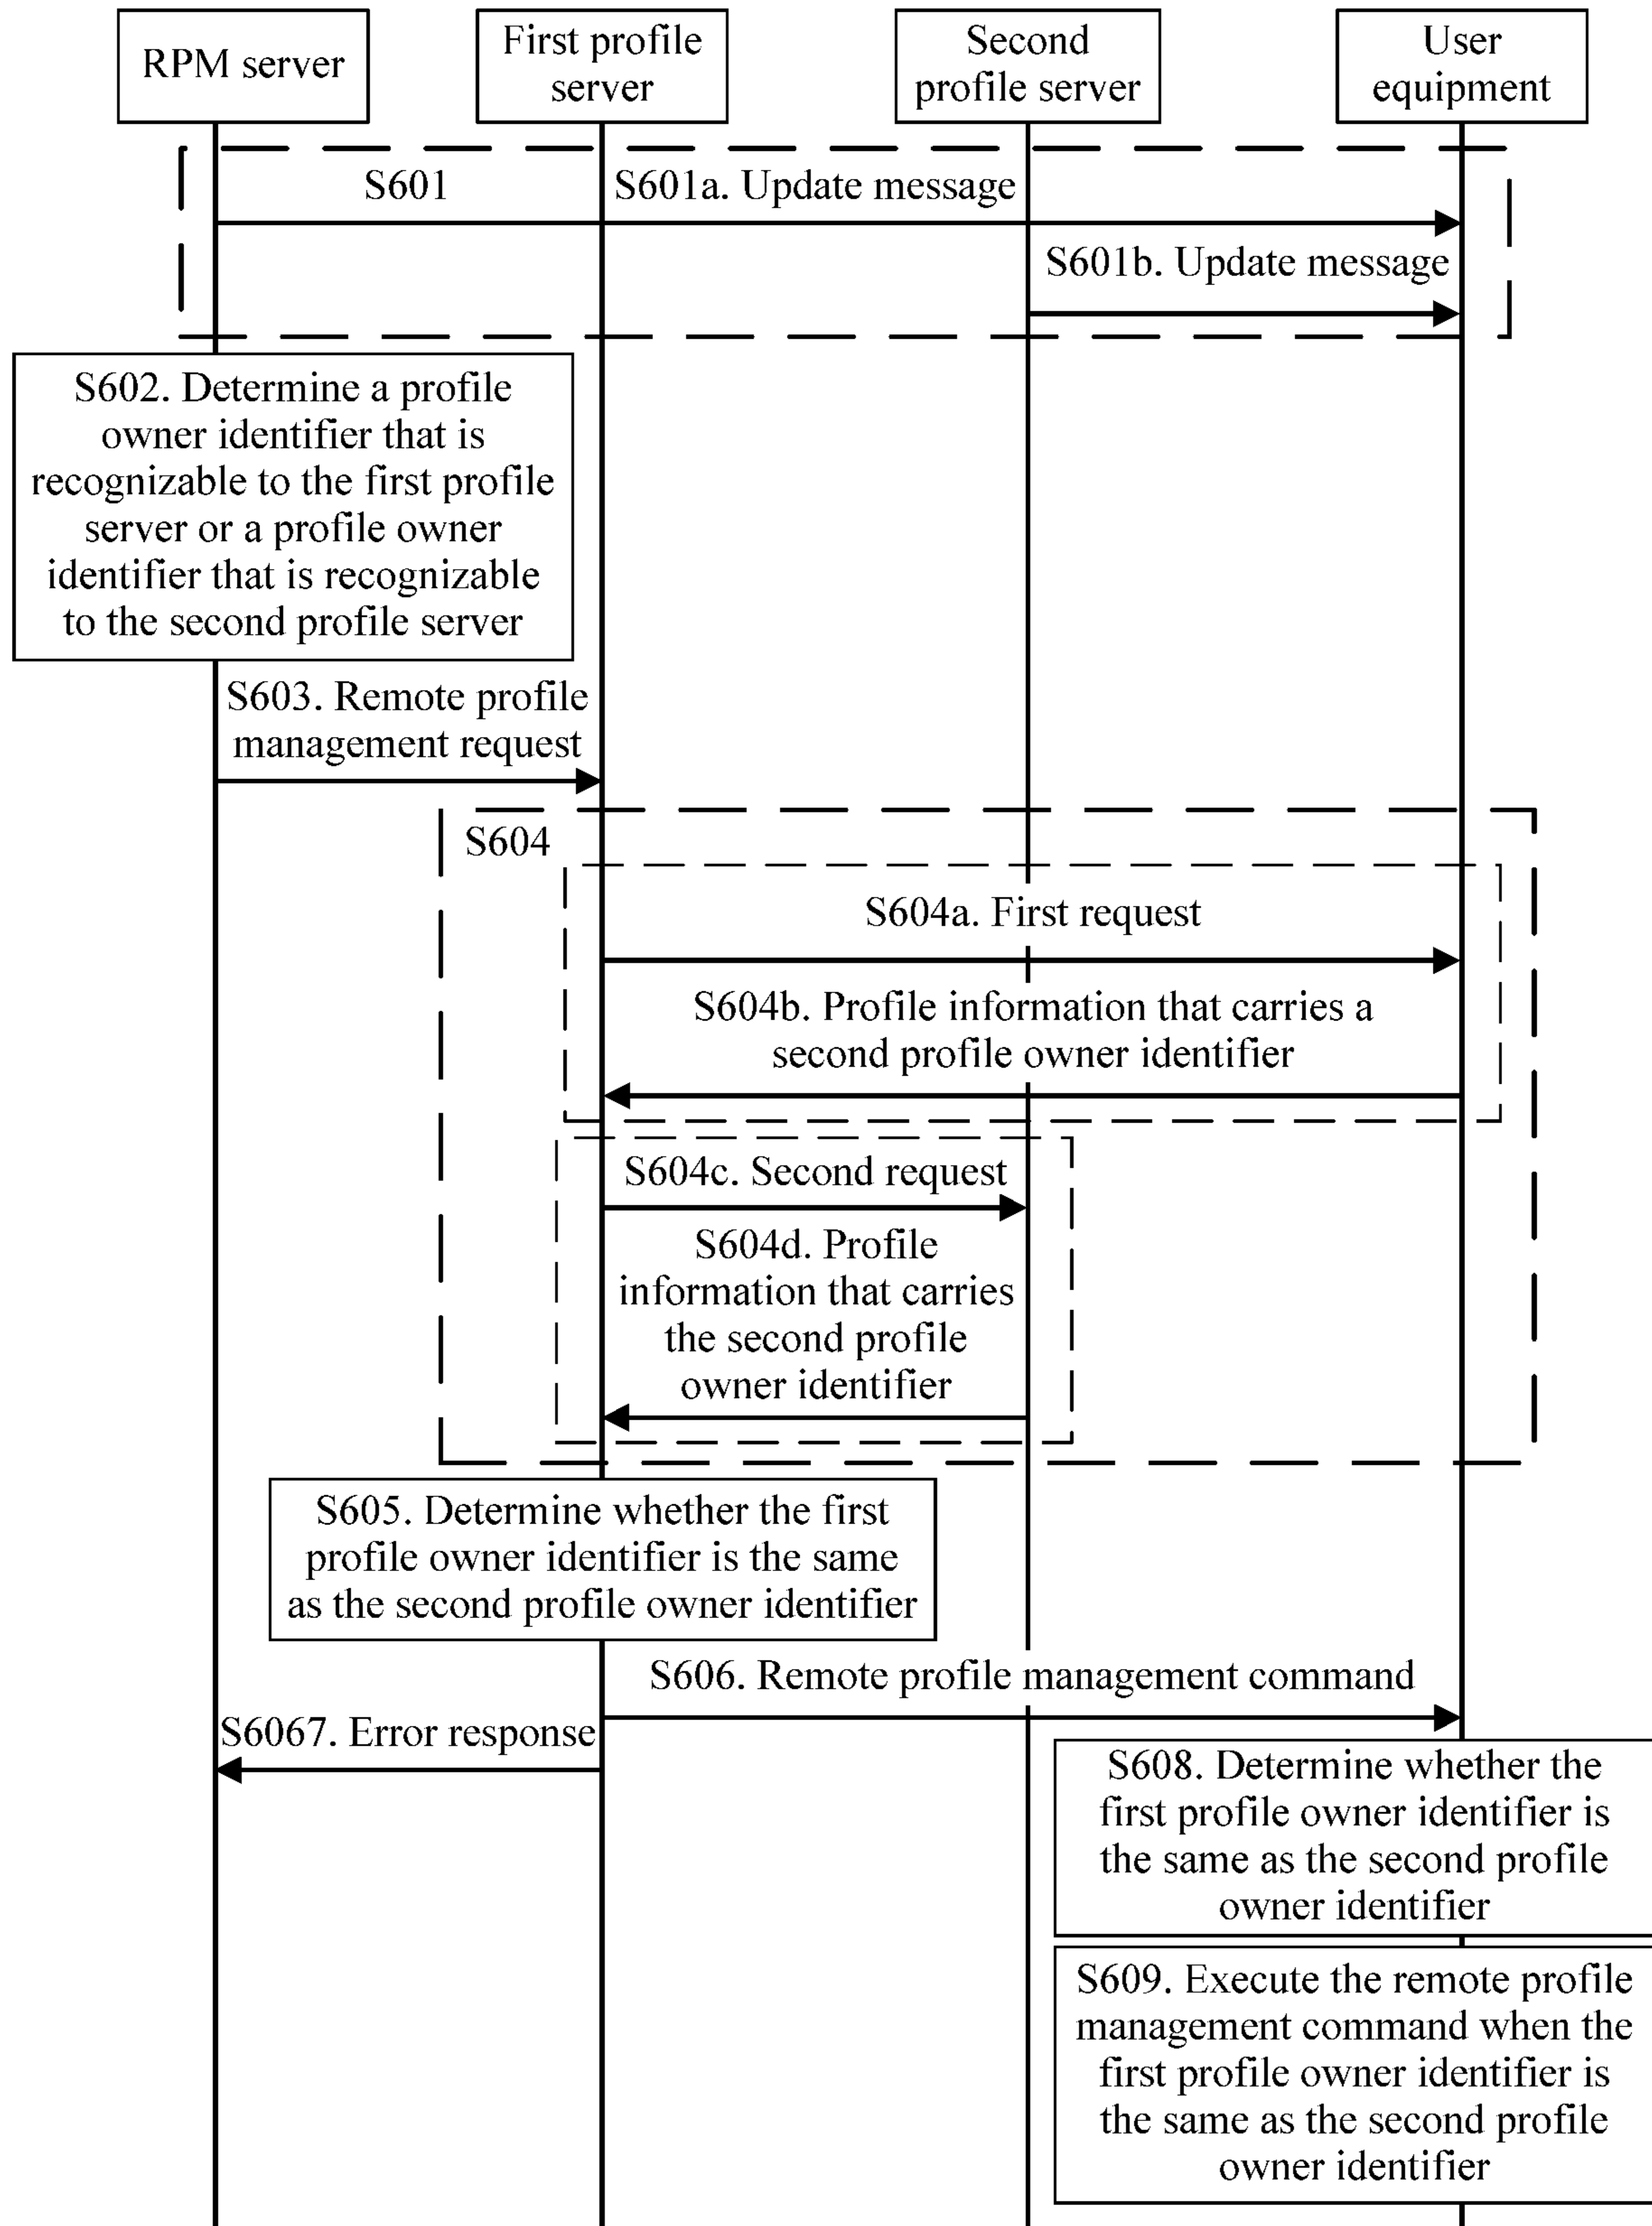 RPM server
First profile
server
Second
profile server
User
equipment
S601
S601a. Update message
S601b. Update message
S602. Determine a profile
owner identifier that is
recognizable to the first profile
server or a profile owner
identifier that is recognizable
to the second profile server
S603. Remote profile
management request
S604
S604a. First request
S604b. Profile information that carries a
second profile owner identifier
S604c. Second request
S604d. Profile
information that carries
the second profile
owner identifier
S605. Determine whether the first
profile owner identifier is the same
as the second profile owner identifier
S606. Remote profile management command
S6067. Error response
S608. Determine whether the
first profile owner identifier is
the same as the second profile
owner identifier
S609. Execute the remote profile
management command when the
first profile owner identifier is
the same as the second profile
owner identifier